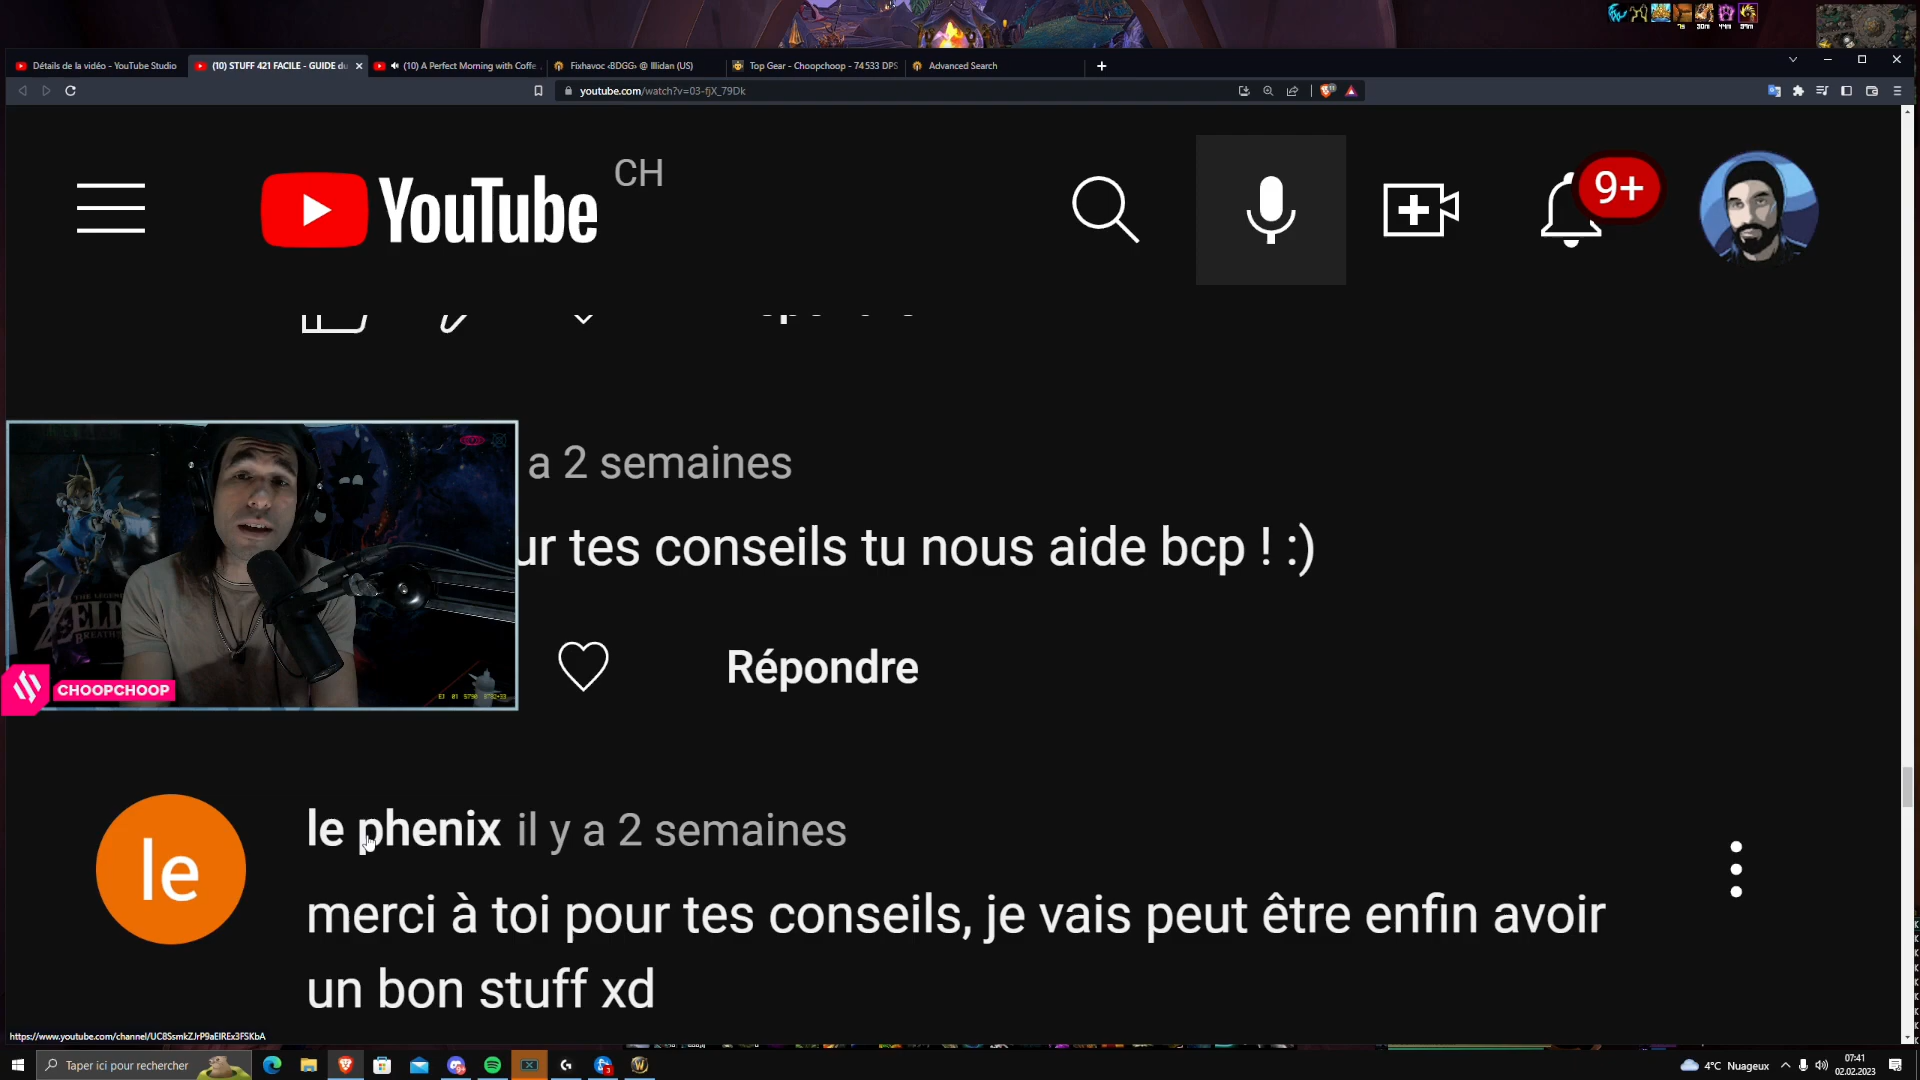 Détails de la vidéo - YouTube Studio
(10) STUFF 421 FACILE - GUIDE du
(10) A Perfect Morning with Coffe
Fixhavoc ‹BDGG› @ Illidan (US)
Top Gear - Choopchoop - 74 533 DPS
Advanced Search
youtube.com/watch?v=03-fjX_79Dk
YouTube
CH
9+
a 2 semaines
ur tes conseils tu nous aide bcp ! :)
Répondre
ZELD
CHOOPCHOOP
le
le phenix il y a 2 semaines
merci à toi pour tes conseils, je vais peut être enfin avoir
un bon stuff xd
Taper ici pour rechercher
4°C Nuageux
07:41
02.02.2023